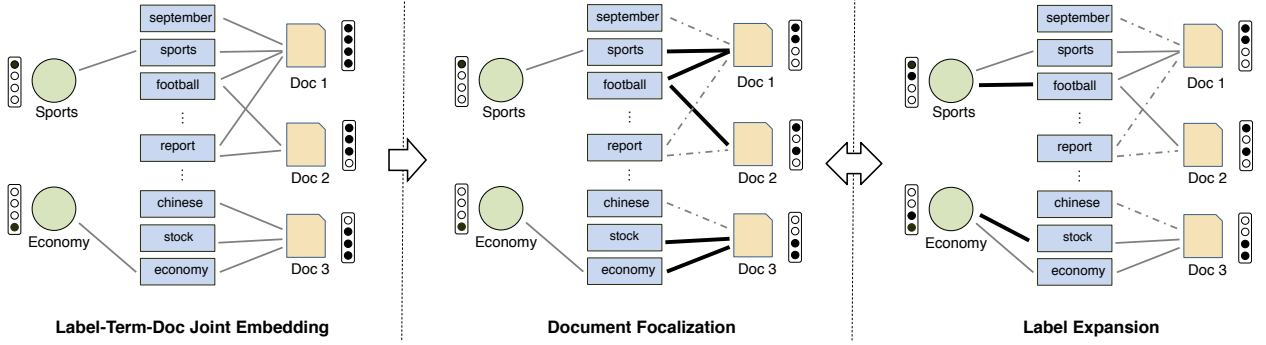 september
sports
football
⋮
report
⋮
chinese
stock
economy
Sports
Economy
Doc 1
Doc 2
Doc 3
Label-Term-Doc Joint Embedding
september
sports
football
⋮
report
⋮
chinese
stock
economy
Sports
Economy
Doc 1
Doc 2
Doc 3
Document Focalization
september
sports
football
⋮
report
⋮
chinese
stock
economy
Sports
Economy
Doc 1
Doc 2
Doc 3
Label Expansion